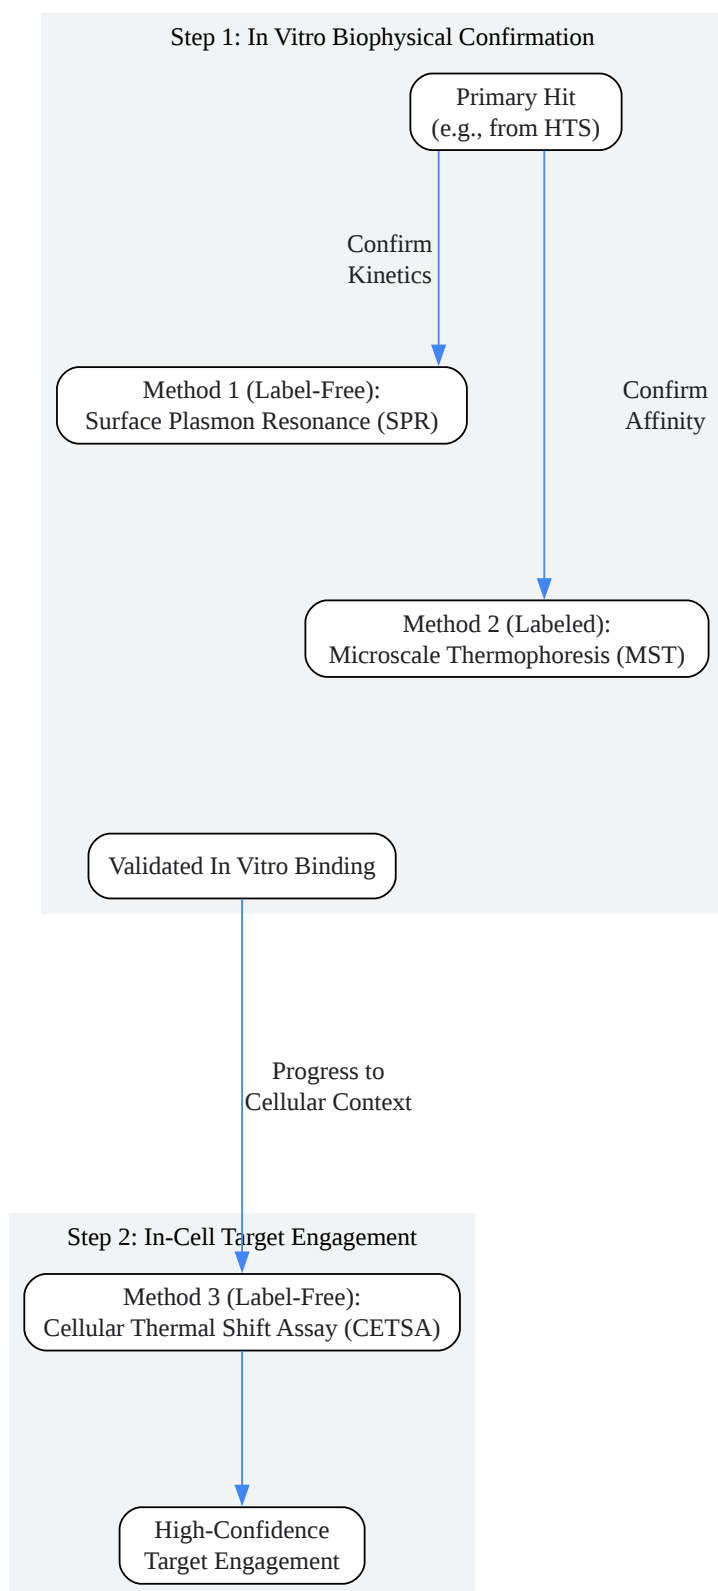 Step 1: In Vitro Biophysical Confirmation
Primary Hit
(e.g., from HTS)
Confirm
Kinetics
Method 1 (Label-Free):
Surface Plasmon Resonance (SPR)
Confirm
Affinity
Method 2 (Labeled):
Microscale Thermophoresis (MST)
Validated In Vitro Binding
Progress to
Cellular Context
Step 2: In-Cell Target Engagement
Method 3 (Label-Free):
Cellular Thermal Shift Assay (CETSA)
High-Confidence
Target Engagement